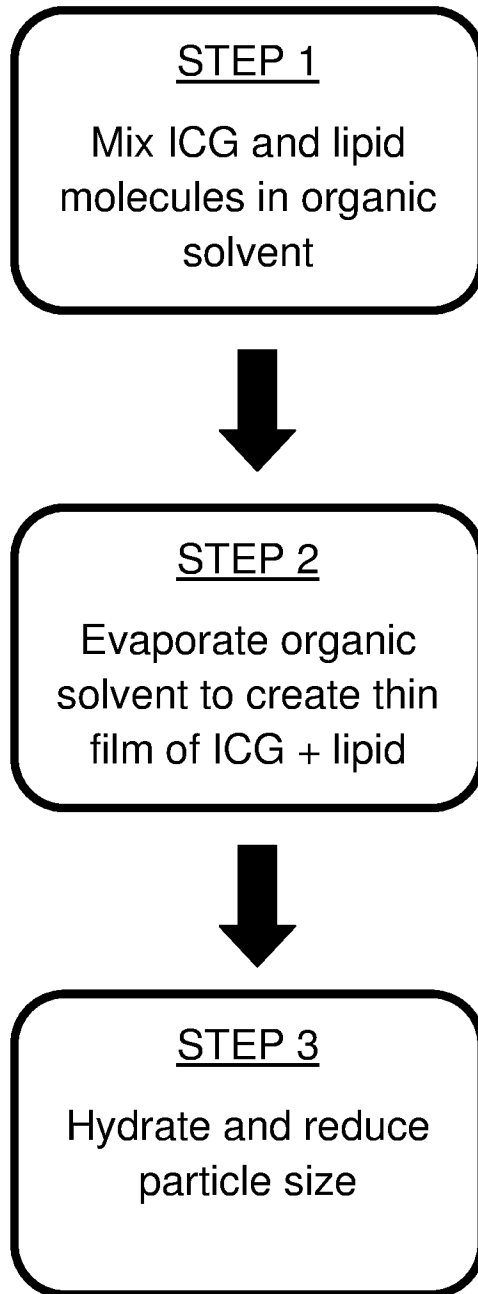 STEP 1
Mix ICG and lipid
molecules in organic
solvent
STEP 2
Evaporate organic
solvent to create thin
film of ICG + lipid
STEP 3
Hydrate and reduce
particle size